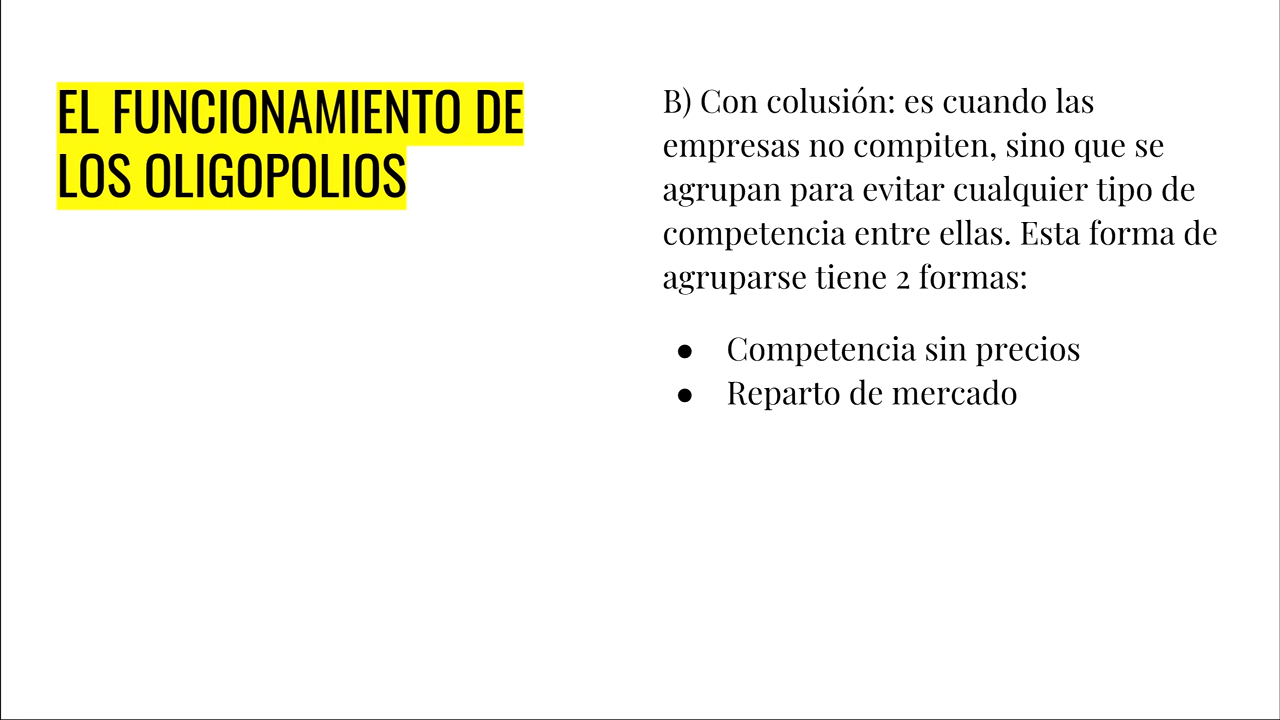 EL FUNCIONAMIENTO DE
LOS OLIGOPOLIOS
B) Con colusión: es cuando las
empresas no compiten, sino que se
agrupan para evitar cualquier tipo de
competencia entre ellas. Esta forma de
agruparse tiene 2 formas:
● Competencia sin precios
● Reparto de mercado